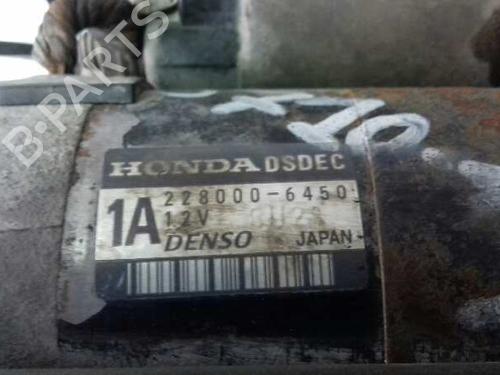 B-PARTS
HONDA DSDEC
228000-6450
1A 12V
DENSO JAPAN